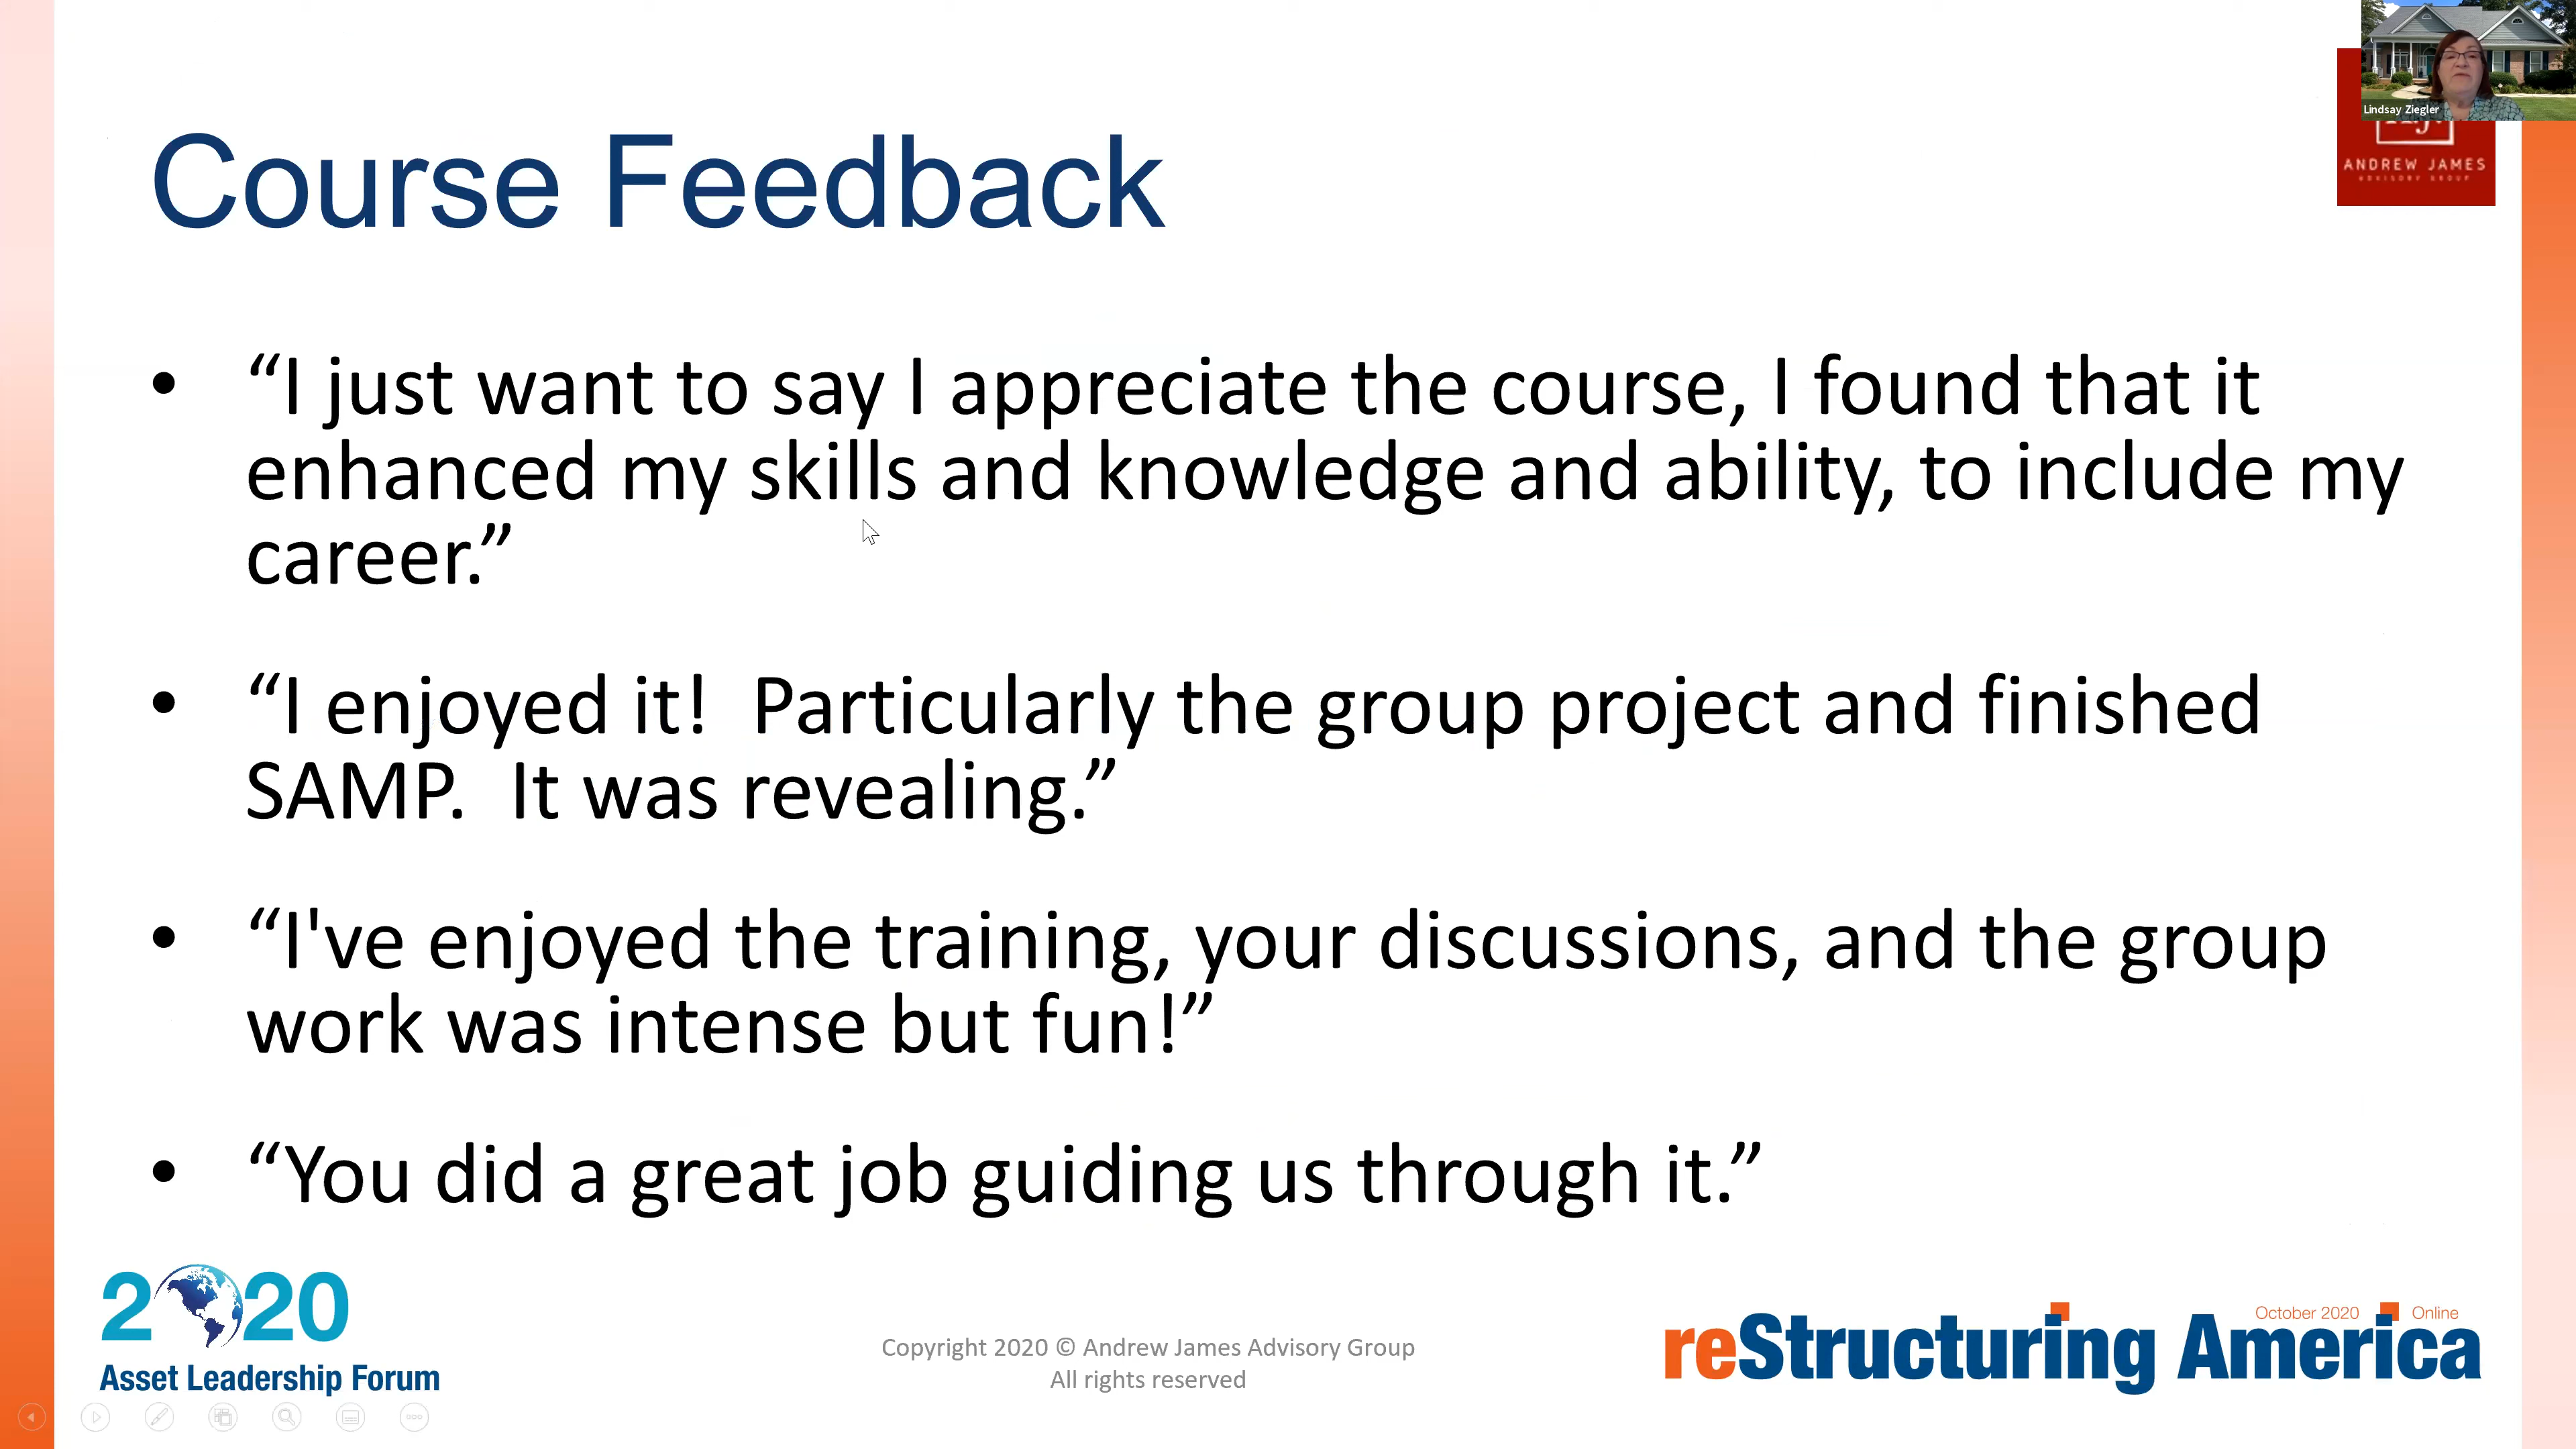 Lindsay Ziegler
ANDREW JAMES
ADVISORY GROUP
Course Feedback
• “I just want to say I appreciate the course, I found that it
enhanced my skills and knowledge and ability, to include my
career.”
• “I enjoyed it!  Particularly the group project and finished
SAMP.  It was revealing.”
• “I've enjoyed the training, your discussions, and the group
work was intense but fun!”
• “You did a great job guiding us through it.”
2020
Asset Leadership Forum
Copyright 2020 © Andrew James Advisory Group
All rights reserved
October 2020 Online
reStructuring America